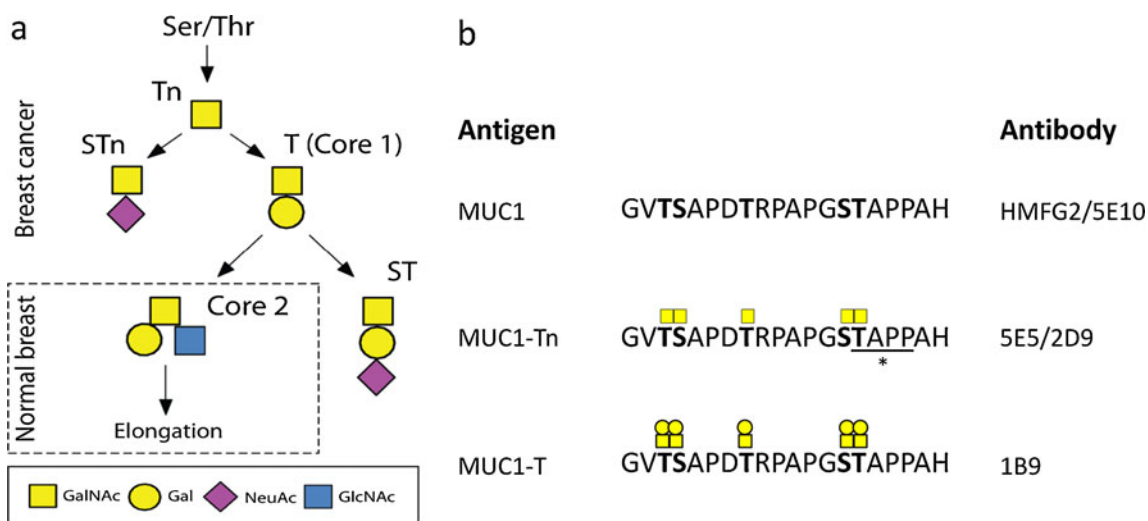 a
Ser/Thr
Tn
STn
T (Core 1)
Breast cancer
ST
Core 2
Normal breast
Elongation
GalNAc Gal NeuAc GlcNAc
b
Antigen Antibody
MUC1 GVTSAPDTRPAPGSTAPPAH HMFG2/5E10
MUC1-Tn GVTSAPDTRPAPGSTAPPAH 5E5/2D9
*
MUC1-T GVTSAPDTRPAPGSTAPPAH 1B9